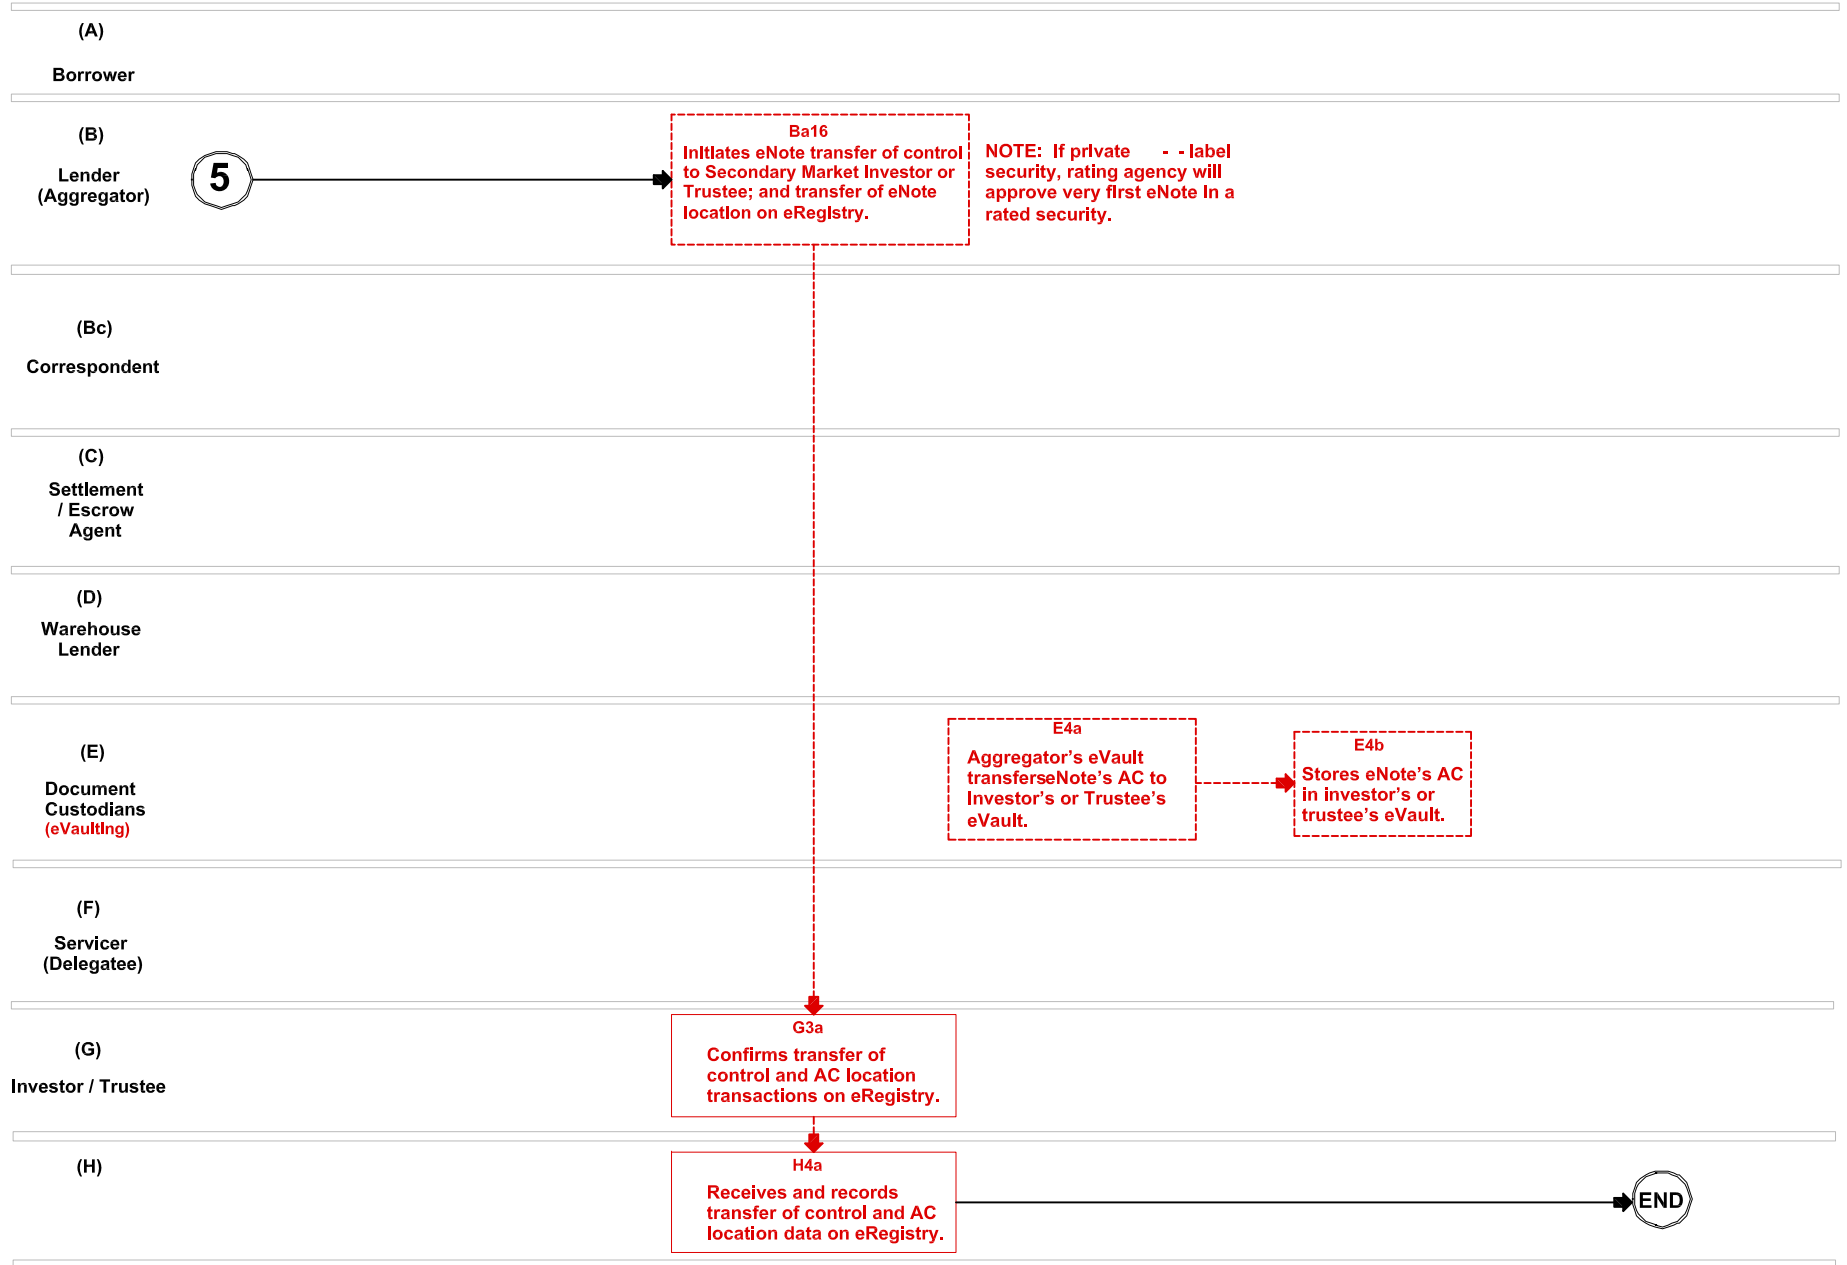 (A)
Borrower
(B)
Lender
(Aggregator)
5
Ba16
Initiates eNote transfer of control
to Secondary Market Investor or
Trustee; and transfer of eNote
location on eRegistry.
NOTE: If private - - label
security, rating agency will
approve very first eNote in a
rated security.
(Bc)
Correspondent
(C)
Settlement
/ Escrow
Agent
(D)
Warehouse
Lender
(E)
Document
Custodians
(eVaulting)
E4a
Aggregator’s eVault
transferseNote’s AC to
Investor’s or Trustee’s
eVault.
E4b
Stores eNote’s AC
in investor’s or
trustee’s eVault.
(F)
Servicer
(Delegatee)
(G)
Investor / Trustee
G3a
Confirms transfer of
control and AC location
transactions on eRegistry.
(H)
H4a
Receives and records
transfer of control and AC
location data on eRegistry.
END